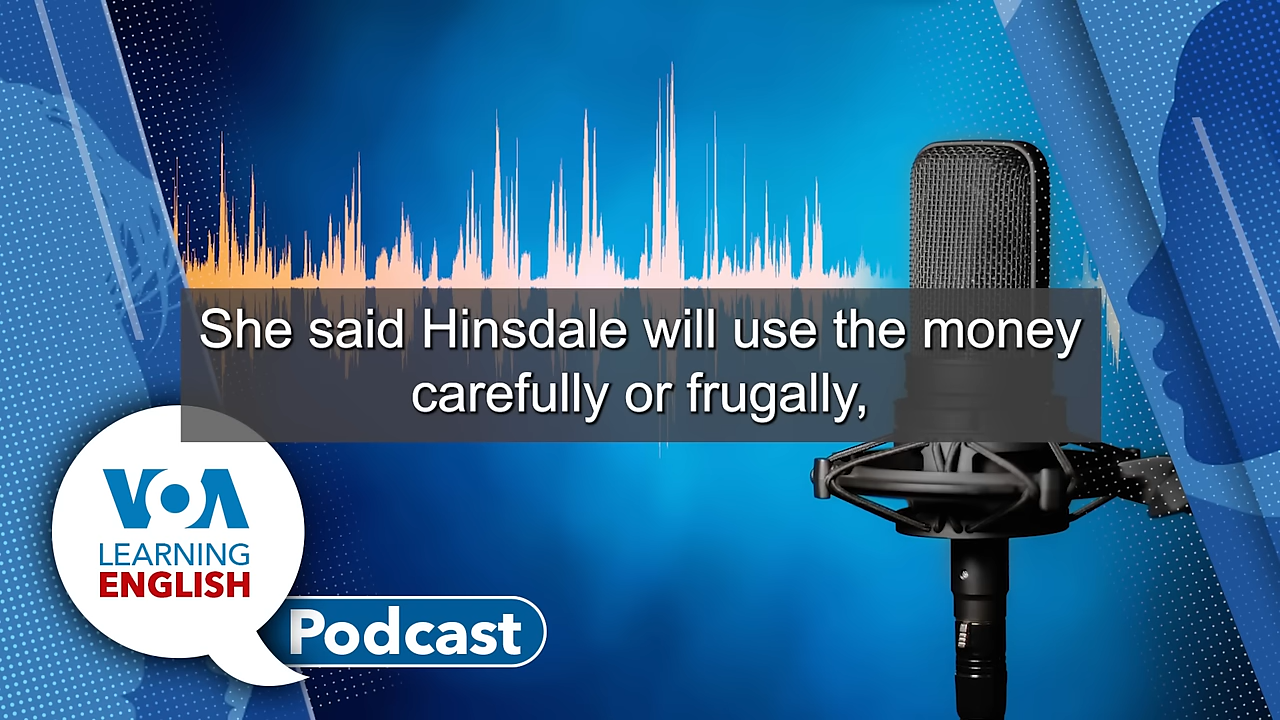 She said Hinsdale will use the money
carefully or frugally,
VOA
LEARNING
ENGLISH
Podcast